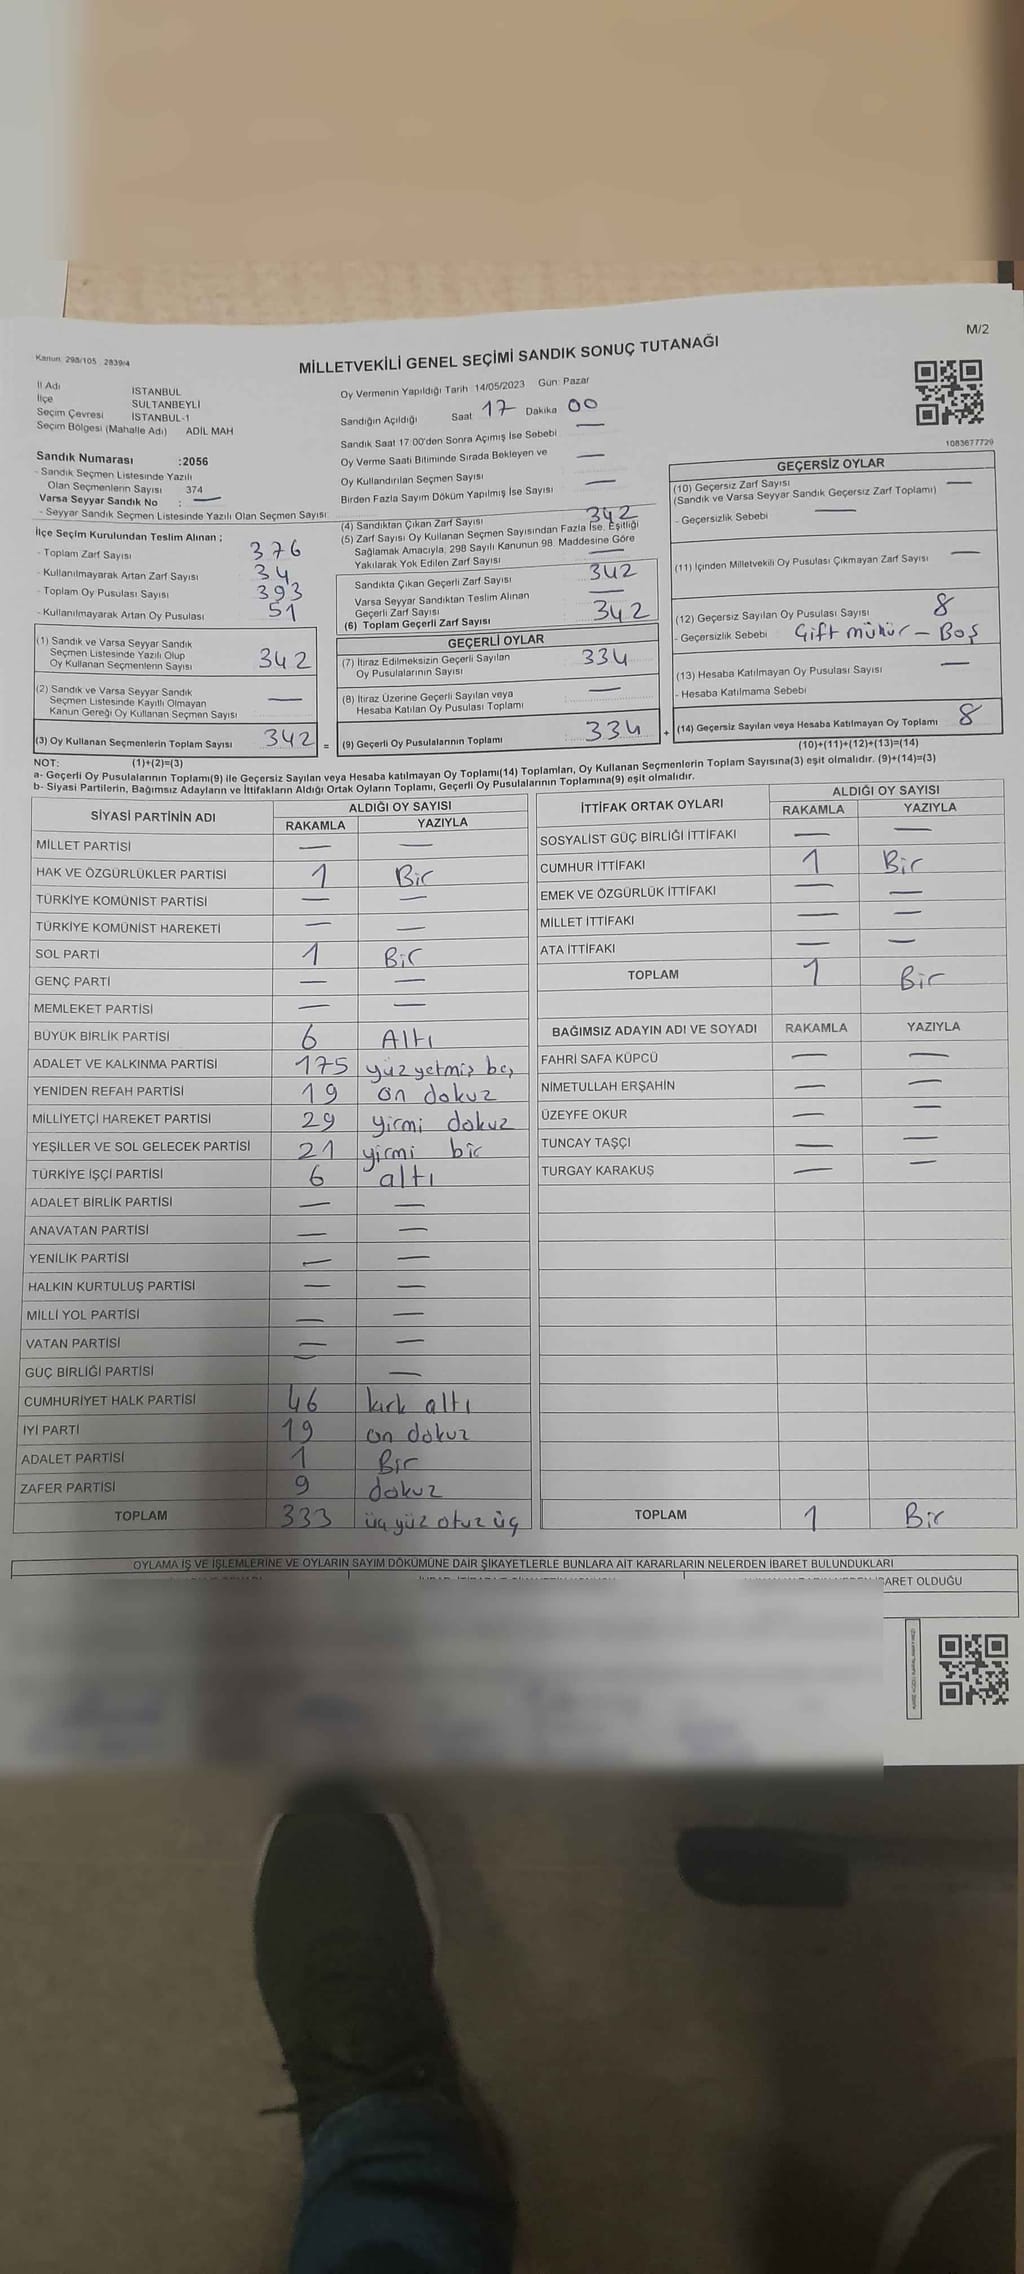 Kanun: 298/105 , 2839/4
MİLLETVEKİLİ GENEL SEÇİMİ SANDIK SONUÇ TUTANAĞI
M/2
İl Adı İSTANBUL
İlçe SULTANBEYLİ
Seçim Çevresi İSTANBUL-1
Seçim Bölgesi (Mahalle Adı) ADİL MAH
Oy Vermenin Yapıldığı Tarih :14/05/2023 Gün: Pazar
Sandığın Açıldığı Saat 17 Dakika 00
Sandık Saat 17:00'den Sonra Açımış İse Sebebi —
Oy Verme Saati Bitiminde Sırada Bekleyen ve
Oy Kullandırılan Seçmen Sayısı —
Birden Fazla Sayım Döküm Yapılmış İse Sayısı —
1083677729
Sandık Numarası :2056
- Sandık Seçmen Listesinde Yazılı
Olan Seçmenlerin Sayısı 374
Varsa Seyyar Sandık No : —
- Seyyar Sandık Seçmen Listesinde Yazılı Olan Seçmen Sayısı:
İlçe Seçim Kurulundan Teslim Alınan ;
- Toplam Zarf Sayısı 376
- Kullanılmayarak Artan Zarf Sayısı 34
- Toplam Oy Pusulası Sayısı 393
- Kullanılmayarak Artan Oy Pusulası 51
(1) Sandık ve Varsa Seyyar Sandık
Seçmen Listesinde Yazılı Olup
Oy Kullanan Seçmenlerin Sayısı 342
(2) Sandık ve Varsa Seyyar Sandık
Seçmen Listesinde Kayıtlı Olmayan
Kanun Gereği Oy Kullanan Seçmen Sayısı —
(3) Oy Kullanan Seçmenlerin Toplam Sayısı 342 =
(4) Sandıktan Çıkan Zarf Sayısı 342
(5) Zarf Sayısı Oy Kullanan Seçmen Sayısından Fazla İse, Eşitliği
Sağlamak Amacıyla, 298 Sayılı Kanunun 98. Maddesine Göre
Yakılarak Yok Edilen Zarf Sayısı —
Sandıkta Çıkan Geçerli Zarf Sayısı 342
Varsa Seyyar Sandıktan Teslim Alınan
Geçerli Zarf Sayısı —
(6) Toplam Geçerli Zarf Sayısı 342
GEÇERLİ OYLAR
(7) İtiraz Edilmeksizin Geçerli Sayılan
Oy Pusulalarının Sayısı 334
(8) İtiraz Üzerine Geçerli Sayılan veya
Hesaba Katılan Oy Pusulası Toplamı —
(9) Geçerli Oy Pusulalarının Toplamı : 334 +
GEÇERSİZ OYLAR
(10) Geçersiz Zarf Sayısı —
(Sandık ve Varsa Seyyar Sandık Geçersiz Zarf Toplamı)
- Geçersizlik Sebebi —
(11) İçinden Milletvekili Oy Pusulası Çıkmayan Zarf Sayısı —
(12) Geçersiz Sayılan Oy Pusulası Sayısı 8
- Geçersizlik Sebebi Çift mühür - Boş
(13) Hesaba Katılmayan Oy Pusulası Sayısı —
- Hesaba Katılmama Sebebi
(14) Geçersiz Sayılan veya Hesaba Katılmayan Oy Toplamı 8
(10)+(11)+(12)+(13)=(14)
NOT: (1)+(2)=(3)
a- Geçerli Oy Pusulalarının Toplamı(9) ile Geçersiz Sayılan veya Hesaba katılmayan Oy Toplamı(14) Toplamları, Oy Kullanan Seçmenlerin Toplam Sayısına(3) eşit olmalıdır. (9)+(14)=(3)
b- Siyasi Partilerin, Bağımsız Adayların ve İttifakların Aldığı Oyların Toplamı, Geçerli Oy Pusulalarının Toplamına(9) eşit olmalıdır.
SİYASİ PARTİNİN ADI ALDIĞI OY SAYISI
RAKAMLA YAZIYLA
MİLLET PARTİSİ — —
HAK VE ÖZGÜRLÜKLER PARTİSİ 1 Bir
TÜRKİYE KOMÜNİST PARTİSİ — —
TÜRKİYE KOMÜNİST HAREKETİ — —
SOL PARTİ 1 Bir
GENÇ PARTİ — —
MEMLEKET PARTİSİ — —
BÜYÜK BİRLİK PARTİSİ 6 Altı
ADALET VE KALKINMA PARTİSİ 175 yüz yetmiş beş
YENİDEN REFAH PARTİSİ 19 on dokuz
MİLLİYETÇİ HAREKET PARTİSİ 29 yirmi dokuz
YEŞİLLER VE SOL GELECEK PARTİSİ 21 yirmi bir
TÜRKİYE İŞÇİ PARTİSİ 6 altı
ADALET BİRLİK PARTİSİ — —
ANAVATAN PARTİSİ — —
YENİLİK PARTİSİ — —
HALKIN KURTULUŞ PARTİSİ — —
MİLLİ YOL PARTİSİ — —
VATAN PARTİSİ — —
GÜÇ BİRLİĞİ PARTİSİ — —
CUMHURİYET HALK PARTİSİ 46 kırk altı
İYİ PARTİ 19 on dokuz
ADALET PARTİSİ 1 Bir
ZAFER PARTİSİ 9 dokuz
TOPLAM 333 üç yüz otuz üç
İTTİFAK ORTAK OYLARI ALDIĞI OY SAYISI
RAKAMLA YAZIYLA
SOSYALİST GÜÇ BİRLİĞİ İTTİFAKI — —
CUMHUR İTTİFAKI 1 Bir
EMEK VE ÖZGÜRLÜK İTTİFAKI — —
MİLLET İTTİFAKI — —
ATA İTTİFAKI — —
TOPLAM 1 Bir
BAĞIMSIZ ADAYIN ADI VE SOYADI RAKAMLA YAZIYLA
FAHRİ SAFA KÜPCÜ — —
NİMETULLAH ERŞAHİN — —
ÜZEYFE OKUR — —
TUNCAY TAŞÇI — —
TURGAY KARAKUŞ — —
TOPLAM 1 Bir
OYLAMA İŞ VE İŞLEMLERİNE VE OYLARIN SAYIM DÖKÜMÜNE DAİR ŞİKAYETLERLE BUNLARA AİT KARARLARIN NELERDEN İBARET BULUNDUKLARI
BARET OLDUĞU